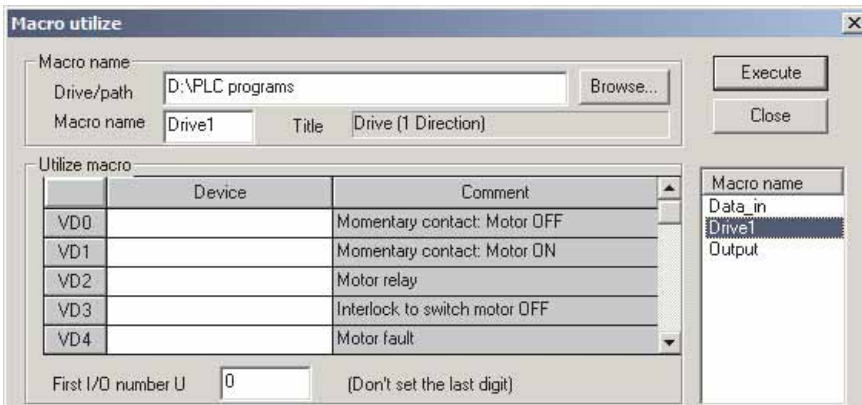 Macro utilize
Macro name
Drive/path D:\PLC programs Browse...
Macro name Drive1 Title Drive (1 Direction)
Execute
Close
Utilize macro
Device Comment
VD0 Momentary contact: Motor OFF
VD1 Momentary contact: Motor ON
VD2 Motor relay
VD3 Interlock to switch motor OFF
VD4 Motor fault
First I/O number U 0 (Don't set the last digit)
Macro name
Data_in
Drive1
Output